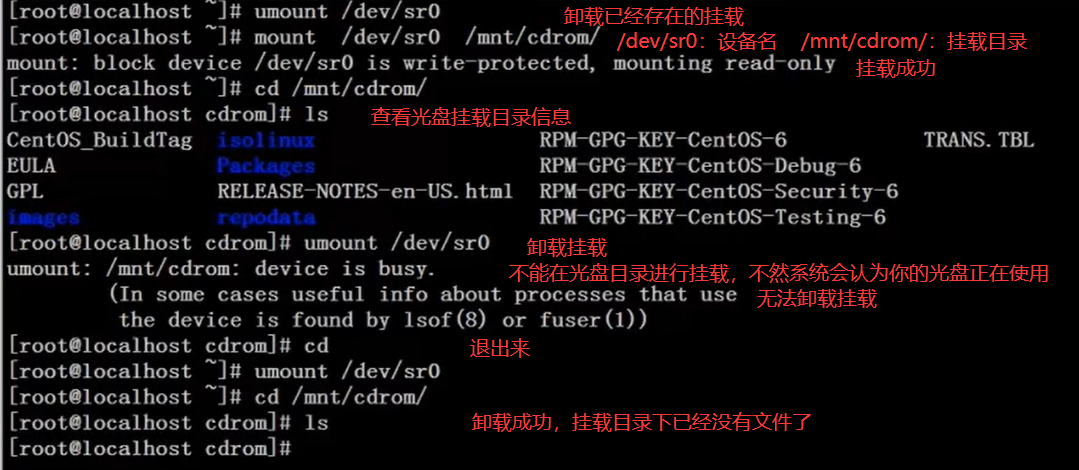 [root@localhost ~]# umount /dev/sr0 卸载已经存在的挂载
[root@localhost ~]# mount /dev/sr0 /mnt/cdrom/ /dev/sr0：设备名 /mnt/cdrom/：挂载目录
mount: block device /dev/sr0 is write-protected, mounting read-only 挂载成功
[root@localhost ~]# cd /mnt/cdrom/
[root@localhost cdrom]# ls 查看光盘挂载目录信息
CentOS_BuildTag isolinux RPM-GPG-KEY-CentOS-6 TRANS.TBL
EULA Packages RPM-GPG-KEY-CentOS-Debug-6
GPL RELEASE-NOTES-en-US.html RPM-GPG-KEY-CentOS-Security-6
images repodata RPM-GPG-KEY-CentOS-Testing-6
[root@localhost cdrom]# umount /dev/sr0 卸载挂载
umount: /mnt/cdrom: device is busy. 不能在光盘目录进行挂载，不然系统会认为你的光盘正在使用
(In some cases useful info about processes that use 无法卸载挂载
the device is found by lsof(8) or fuser(1))
[root@localhost cdrom]# cd 退出来
[root@localhost ~]# umount /dev/sr0
[root@localhost ~]# cd /mnt/cdrom/
[root@localhost cdrom]# ls 卸载成功，挂载目录下已经没有文件了
[root@localhost cdrom]#